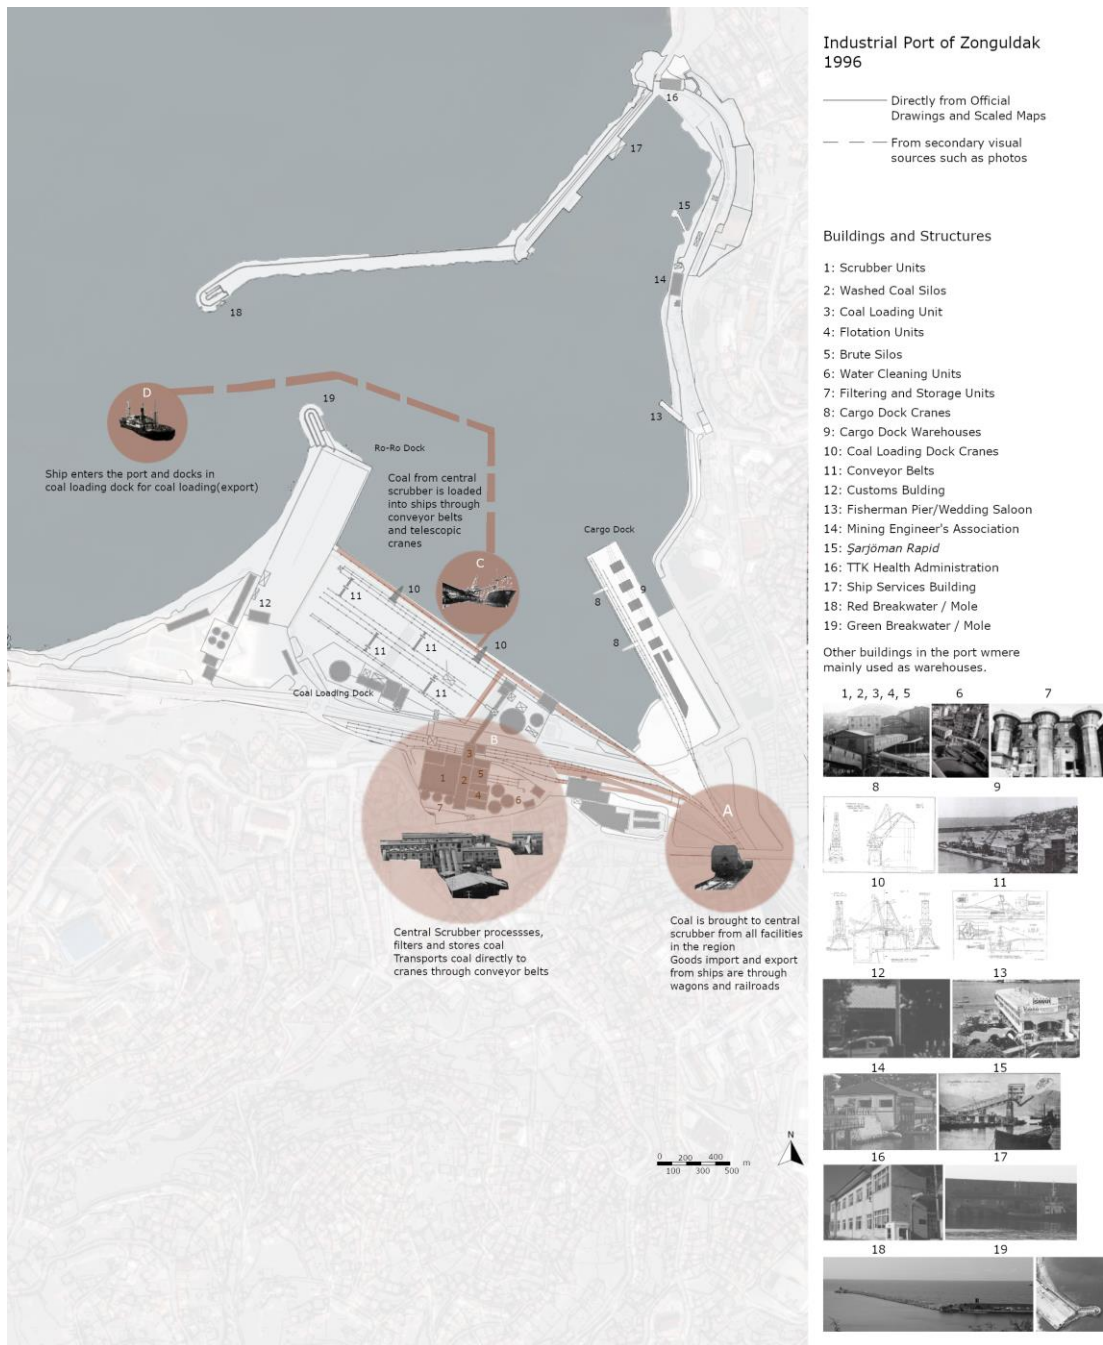 Industrial Port of Zonguldak
1996
Directly from Official
Drawings and Scaled Maps
From secondary visual
sources such as photos
Buildings and Structures
1: Scrubber Units
2: Washed Coal Silos
3: Coal Loading Unit
4: Flotation Units
5: Brute Silos
6: Water Cleaning Units
7: Filtering and Storage Units
8: Cargo Dock Cranes
9: Cargo Dock Warehouses
10: Coal Loading Dock Cranes
11: Conveyor Belts
12: Customs Bulding
13: Fisherman Pier/Wedding Saloon
14: Mining Engineer's Association
15: Şarjöman Rapid
16: TTK Health Administration
17: Ship Services Building
18: Red Breakwater / Mole
19: Green Breakwater / Mole
Other buildings in the port wmere
mainly used as warehouses.
1, 2, 3, 4, 5
6
7
8
9
10
11
12
13
14
15
16
17
18
19
16
17
15
14
18
13
D
19
Ro-Ro Dock
Ship enters the port and docks in
coal loading dock for coal loading(export)
Coal from central
scrubber is loaded
into ships through
conveyor belts
and telescopic
cranes
Cargo Dock
C
10
11
12
8
9
11
11
10
8
11
Coal Loading Dock
B
3
1
2
5
4
6
7
A
Central Scrubber processses,
filters and stores coal
Transports coal directly to
cranes through conveyor belts
Coal is brought to central
scrubber from all facilities
in the region
Goods import and export
from ships are through
wagons and railroads
N
0 200 400
m
100 300 500